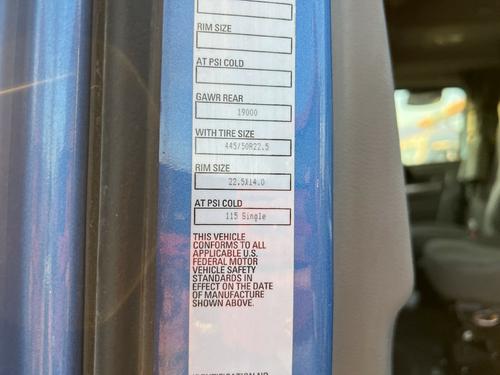 RIM SIZE
AT PSI COLD
GAWR REAR
19000
WITH TIRE SIZE
445/50R22.5
RIM SIZE
22.5X14.0
AT PSI COLD
115 Single
THIS VEHICLE
CONFORMS TO ALL
APPLICABLE U.S.
FEDERAL MOTOR
VEHICLE SAFETY
STANDARDS IN
EFFECT ON THE DATE
OF MANUFACTURE
SHOWN ABOVE.